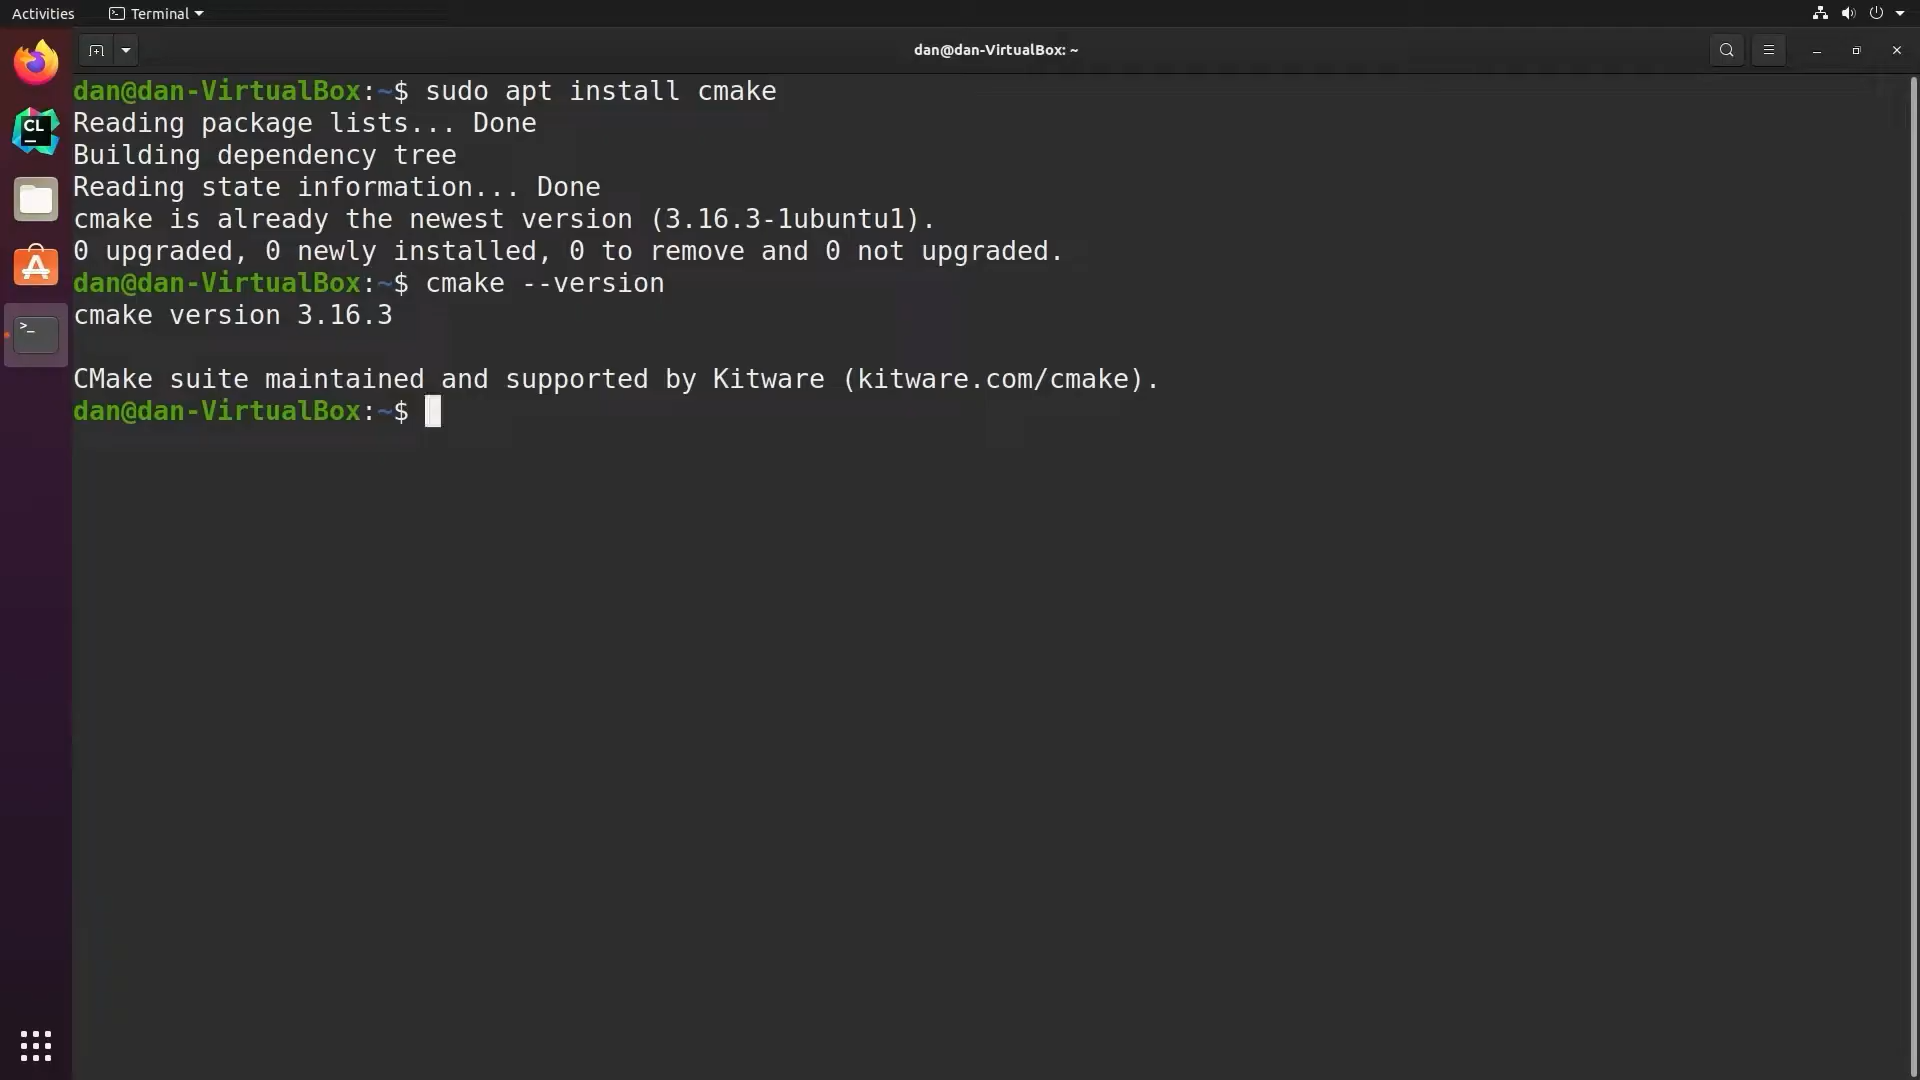 Activities
Terminal
dan@dan-VirtualBox: ~
CL
dan@dan-VirtualBox:~$ sudo apt install cmake
Reading package lists... Done
Building dependency tree
Reading state information... Done
cmake is already the newest version (3.16.3-1ubuntu1).
0 upgraded, 0 newly installed, 0 to remove and 0 not upgraded.
dan@dan-VirtualBox:~$ cmake --version
cmake version 3.16.3
CMake suite maintained and supported by Kitware (kitware.com/cmake).
dan@dan-VirtualBox:~$